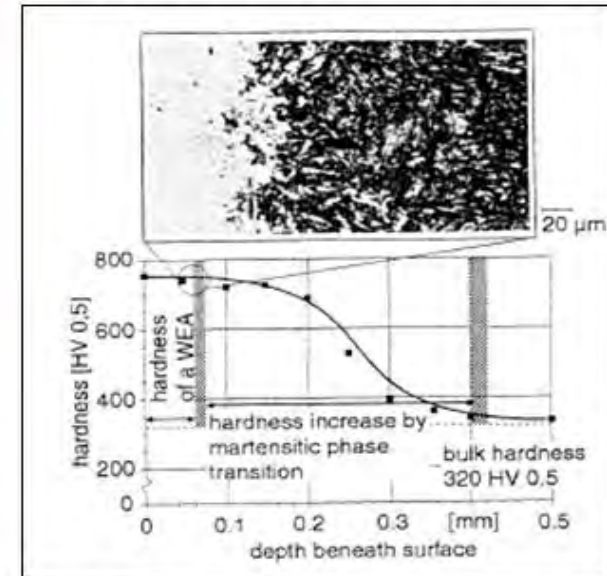 20 µm
800
600
400
200
0
hardness [HV 0,5]
hardness
of a WEA
hardness increase by
martensitic phase
transition
bulk hardness
320 HV 0.5
0
0.1
0.2
0.3
[mm]
0.5
depth beneath surface